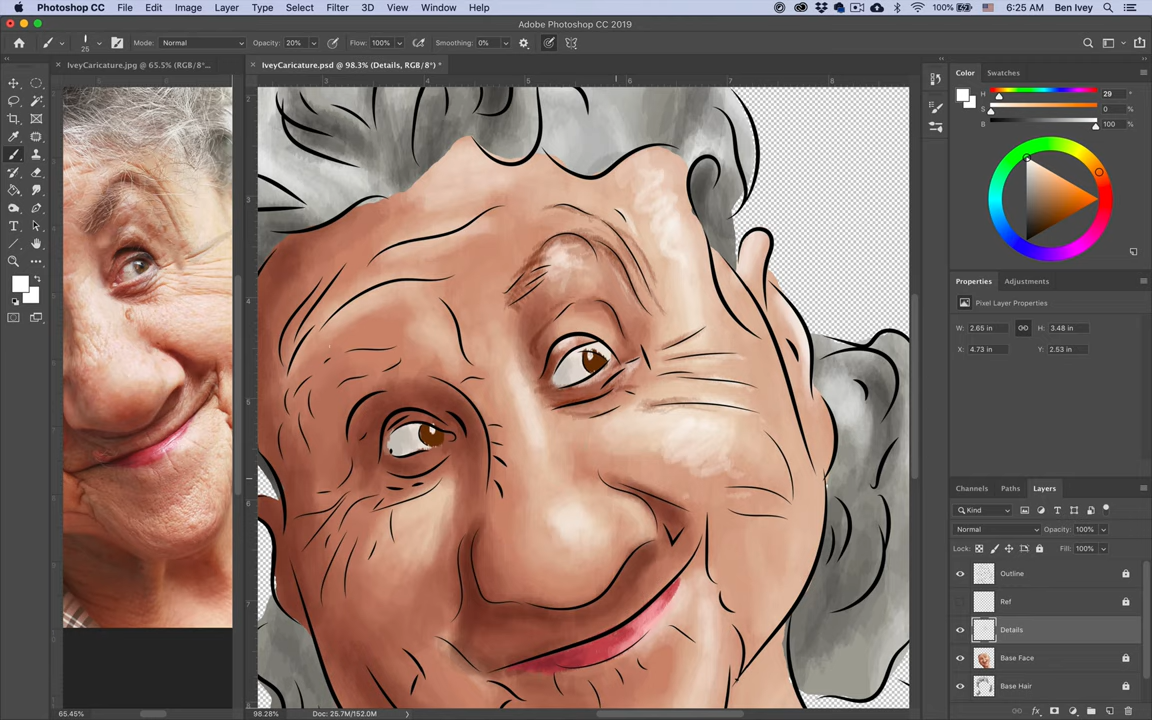 Photoshop CC File Edit Image Layer Type Select Filter 3D View Window Help 100% 6:25 AM Ben Ivey
Adobe Photoshop CC 2019
25 Mode: Normal Opacity: 20% Flow: 100% Smoothing: 0%
× IveyCaricature.jpg @ 65.5% (RGB/8*... × IveyCaricature.psd @ 98.3% (Details, RGB/8*) *
Color Swatches
H 29 °
S 0 %
B 100 %
Properties Adjustments
Pixel Layer Properties
W: 2.65 in H: 3.48 in
X: 4.73 in Y: 2.53 in
Channels Paths Layers
Kind
Normal Opacity: 100%
Lock: Fill: 100%
Outline
Ref
Details
Base Face
Base Hair
fx
65.45% 98.28% Doc: 25.7M/152.0M